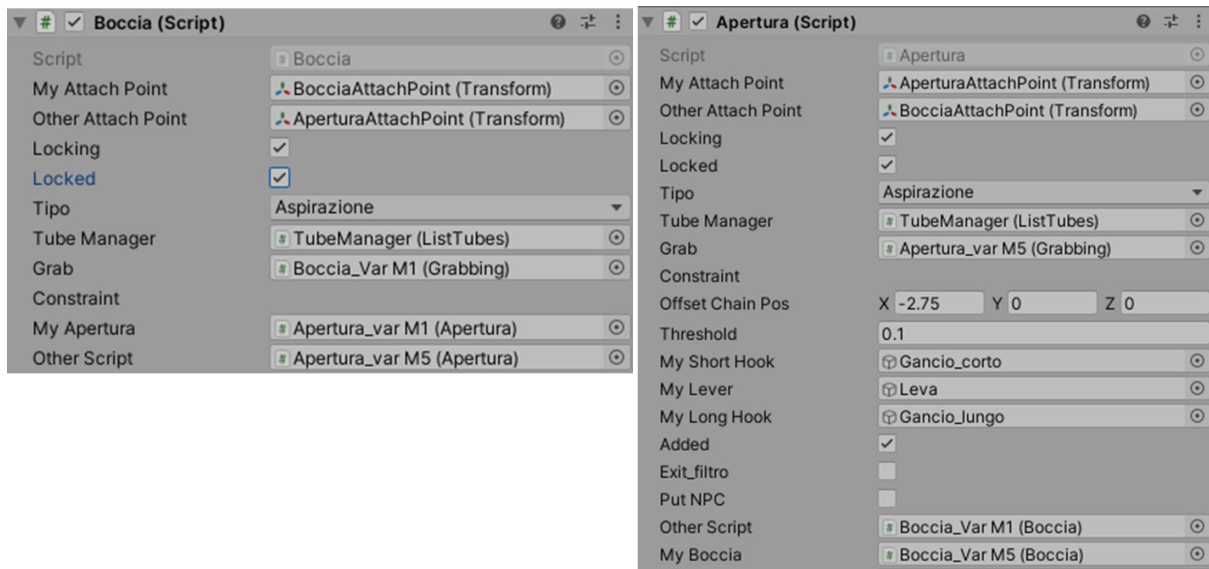 Boccia (Script)
Script Boccia
My Attach Point BocciaAttachPoint (Transform)
Other Attach Point AperturaAttachPoint (Transform)
Locking
Locked
Tipo Aspirazione
Tube Manager TubeManager (ListTubes)
Grab Boccia_Var M1 (Grabbing)
Constraint
My Apertura Apertura_var M1 (Apertura)
Other Script Apertura_var M5 (Apertura)
Apertura (Script)
Script Apertura
My Attach Point AperturaAttachPoint (Transform)
Other Attach Point BocciaAttachPoint (Transform)
Locking
Locked
Tipo Aspirazione
Tube Manager TubeManager (ListTubes)
Grab Apertura_var M5 (Grabbing)
Constraint
Offset Chain Pos X -2.75 Y 0 Z 0
Threshold 0.1
My Short Hook Gancio_corto
My Lever Leva
My Long Hook Gancio_lungo
Added
Exit_filtro
Put NPC
Other Script Boccia_Var M1 (Boccia)
My Boccia Boccia_Var M5 (Boccia)